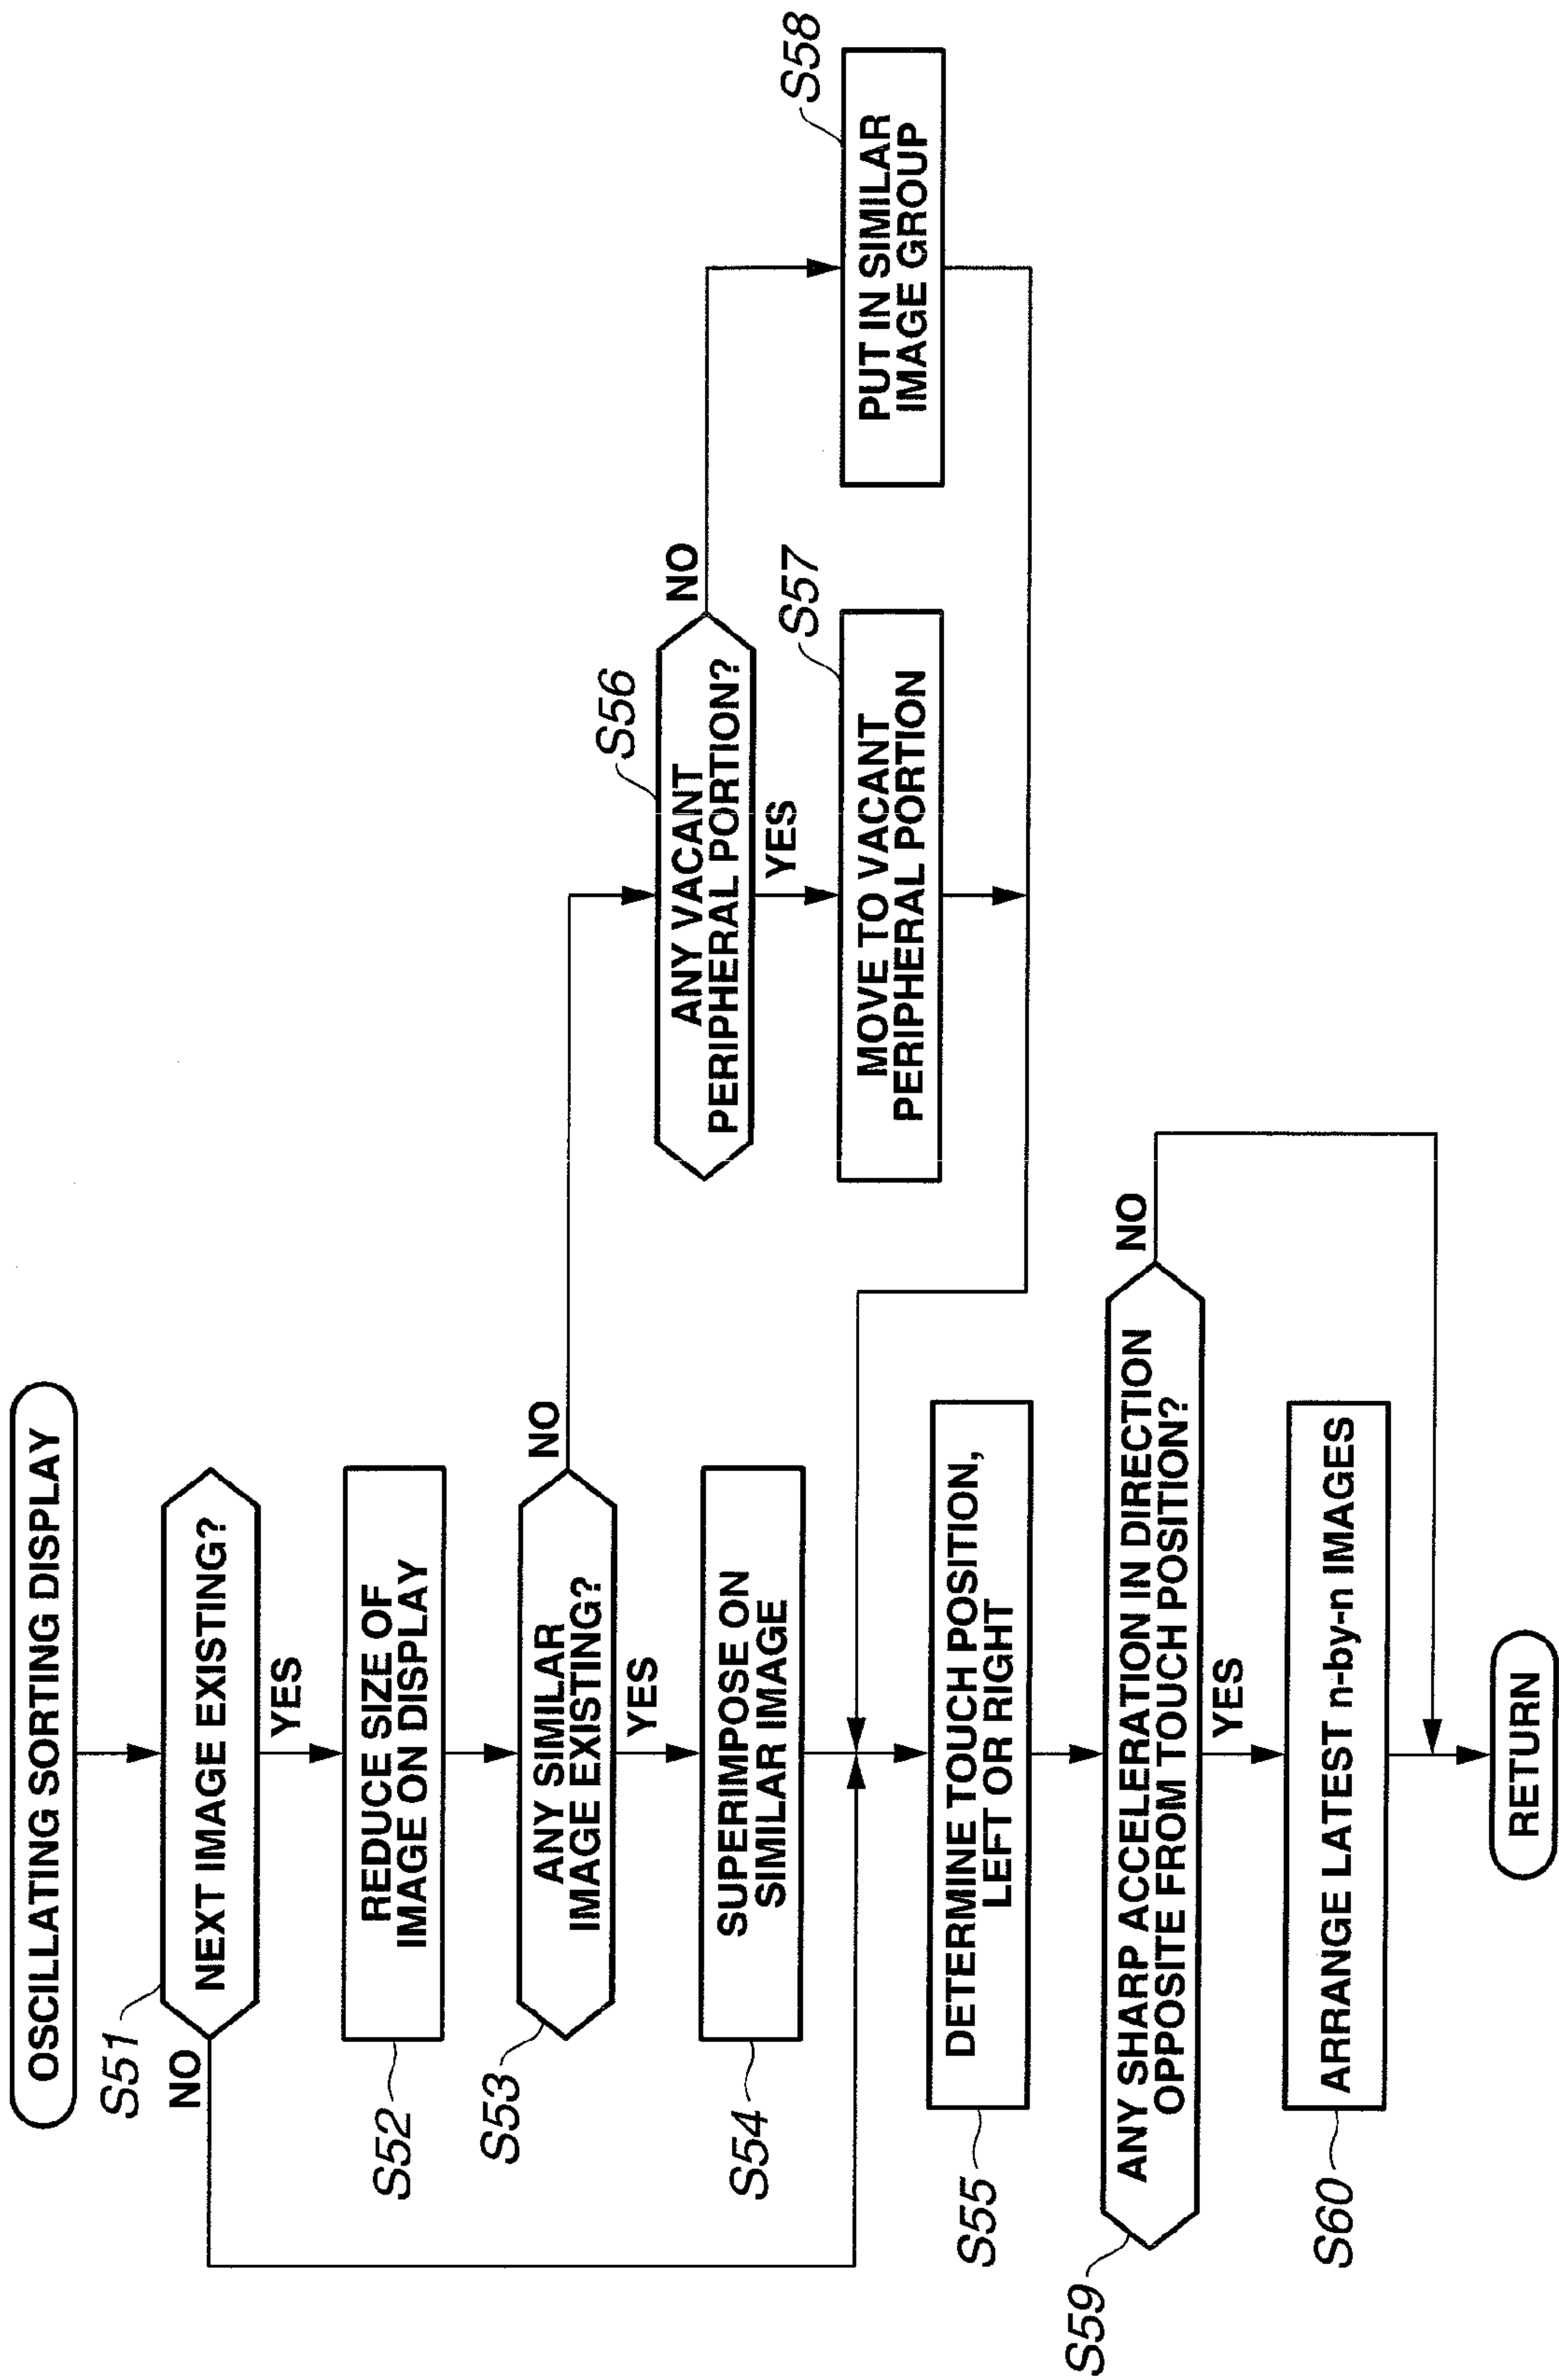 OSCILLATING SORTING DISPLAY
S51
NEXT IMAGE EXISTING?
NO
YES
S52
REDUCE SIZE OF
IMAGE ON DISPLAY
S53
ANY SIMILAR
IMAGE EXISTING?
NO
YES
S54
SUPERIMPOSE ON
SIMILAR IMAGE
S56
ANY VACANT
PERIPHERAL PORTION?
NO
YES
S57
MOVE TO VACANT
PERIPHERAL PORTION
S58
PUT IN SIMILAR
IMAGE GROUP
S55
DETERMINE TOUCH POSITION,
LEFT OR RIGHT
S59
ANY SHARP ACCELERATION IN DIRECTION
OPPOSITE FROM TOUCH POSITION?
NO
YES
S60
ARRANGE LATEST n-by-n IMAGES
RETURN